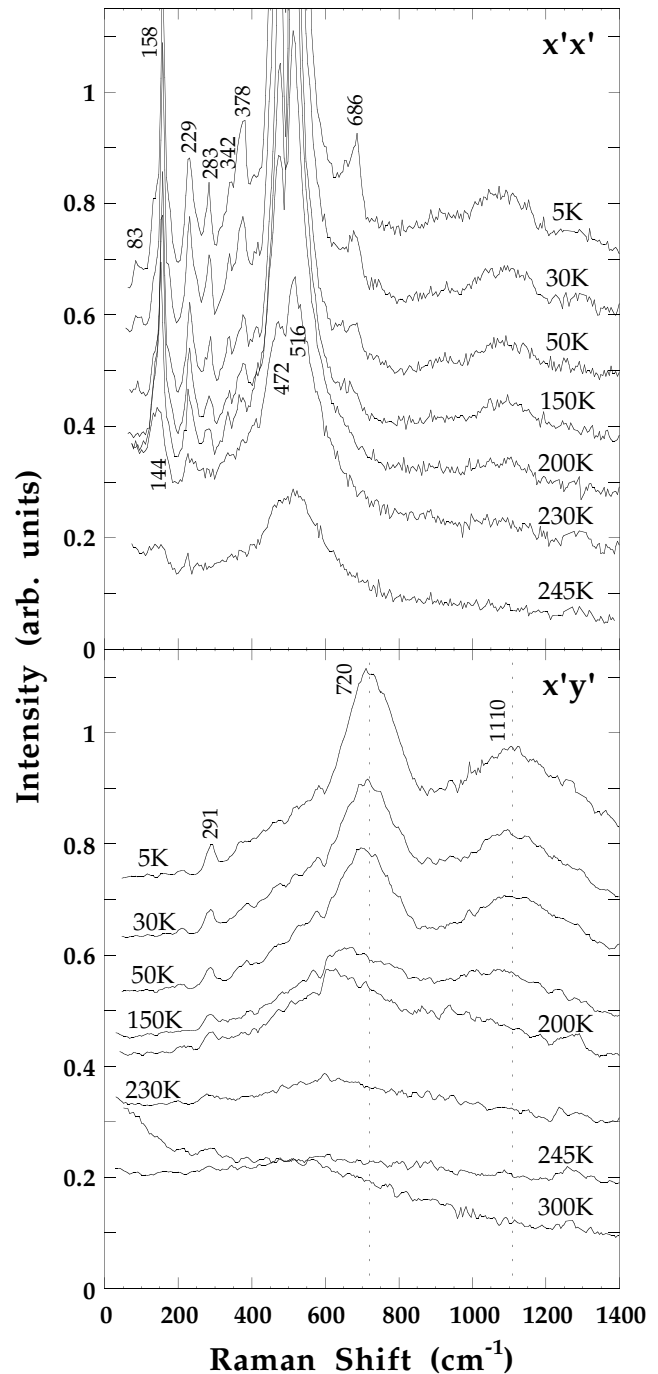 x'x'
158
378
686
229
283
342
83
5K
30K
50K
516
472
150K
144
200K
230K
245K
1
0.8
0.6
0.4
0.2
0
x'y'
720
1110
291
5K
30K
50K
150K
200K
230K
245K
300K
1
0.8
0.6
0.4
0.2
0
0 200 400 600 800 1000 1200 1400
Intensity (arb. units)
Raman Shift (cm-1)